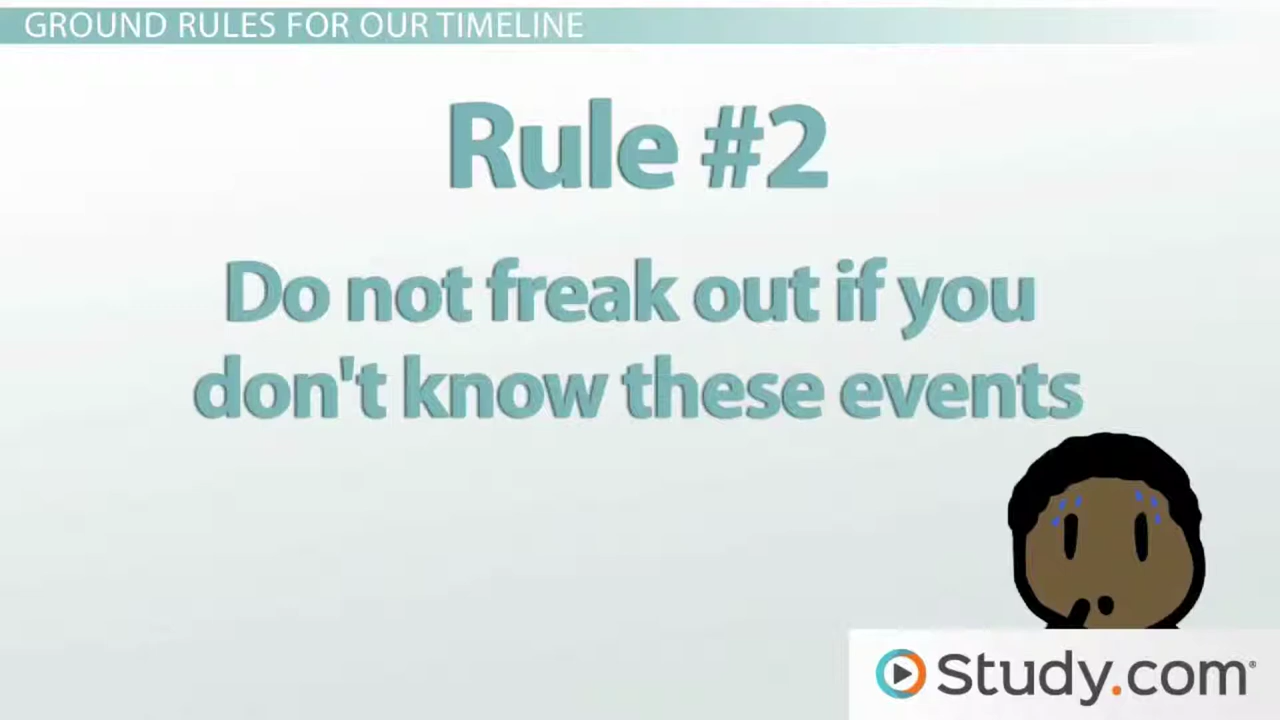 GROUND RULES FOR OUR TIMELINE
Rule #2
Do not freak out if you
don't know these events
Study.com®